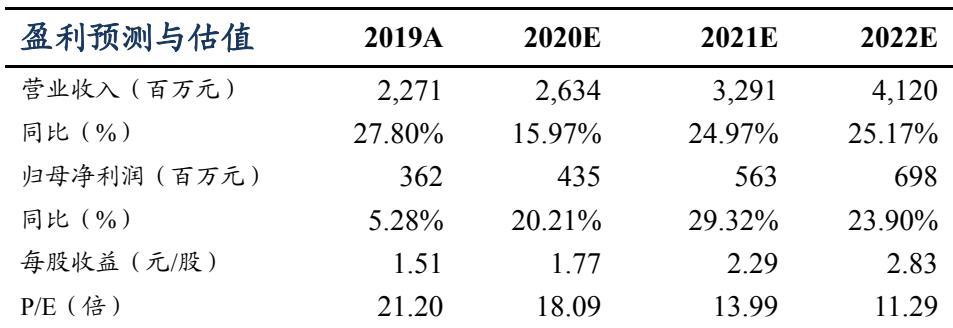 盈利预测与估值 2019A 2020E 2021E 2022E
营业收入（百万元） 2,271 2,634 3,291 4,120
同比（%） 27.80% 15.97% 24.97% 25.17%
归母净利润（百万元） 362 435 563 698
同比（%） 5.28% 20.21% 29.32% 23.90%
每股收益（元/股） 1.51 1.77 2.29 2.83
P/E（倍） 21.20 18.09 13.99 11.29